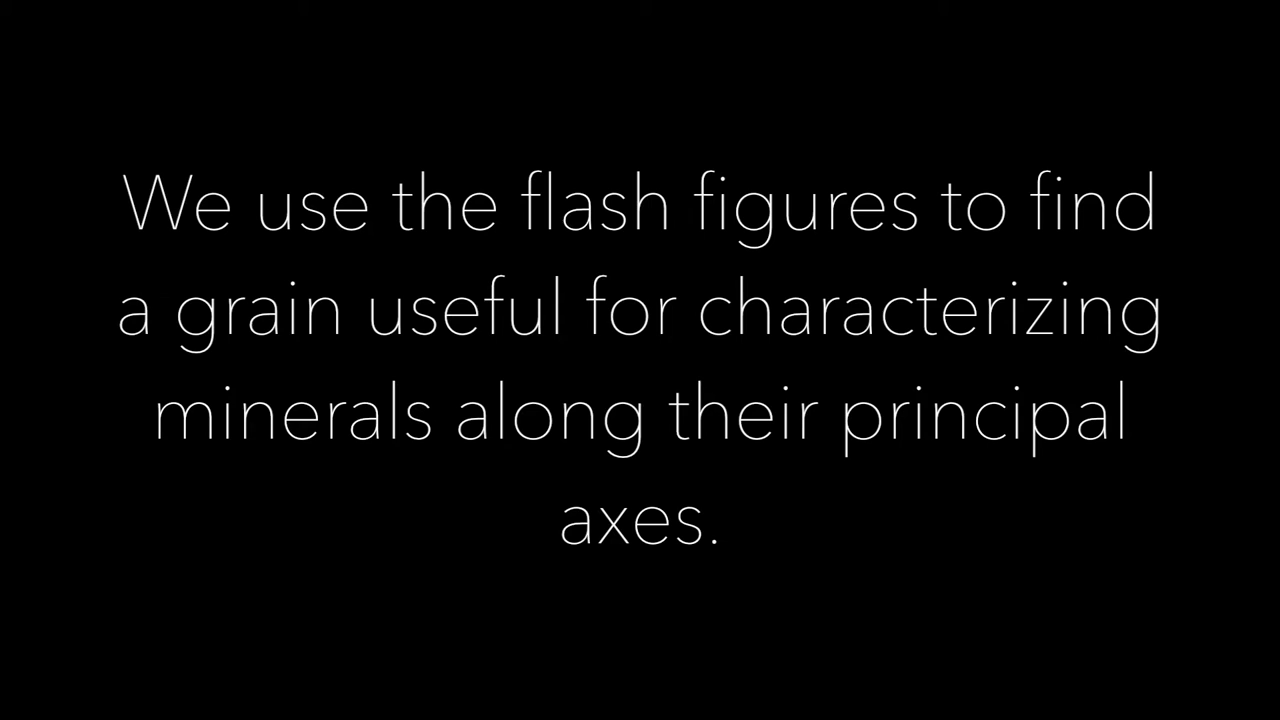 We use the flash figures to find
a grain useful for characterizing
minerals along their principal
axes.